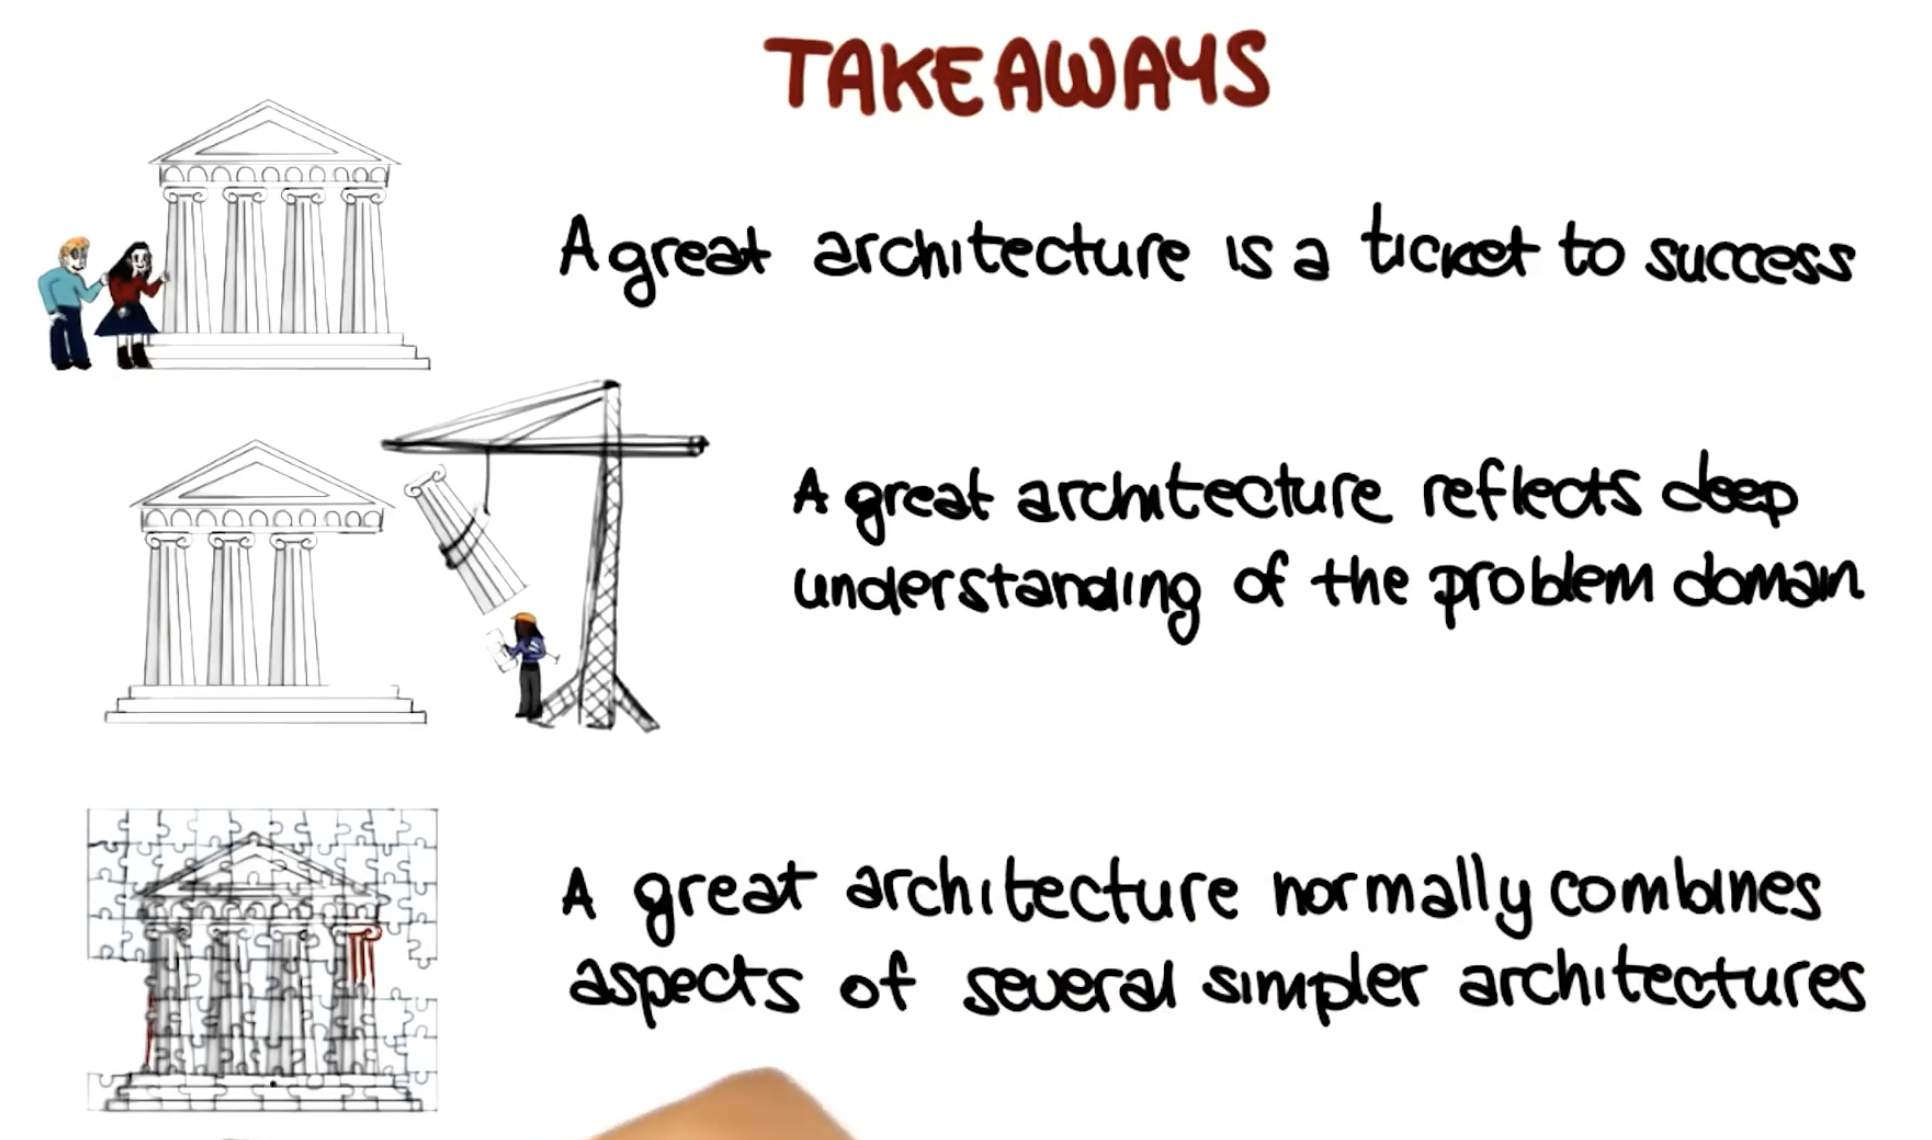 TAKEAWAYS
A great architecture is a ticket to success
A great architecture reflects deep
understanding of the problem domain
A great architecture normally combines
aspects of several simpler architectures